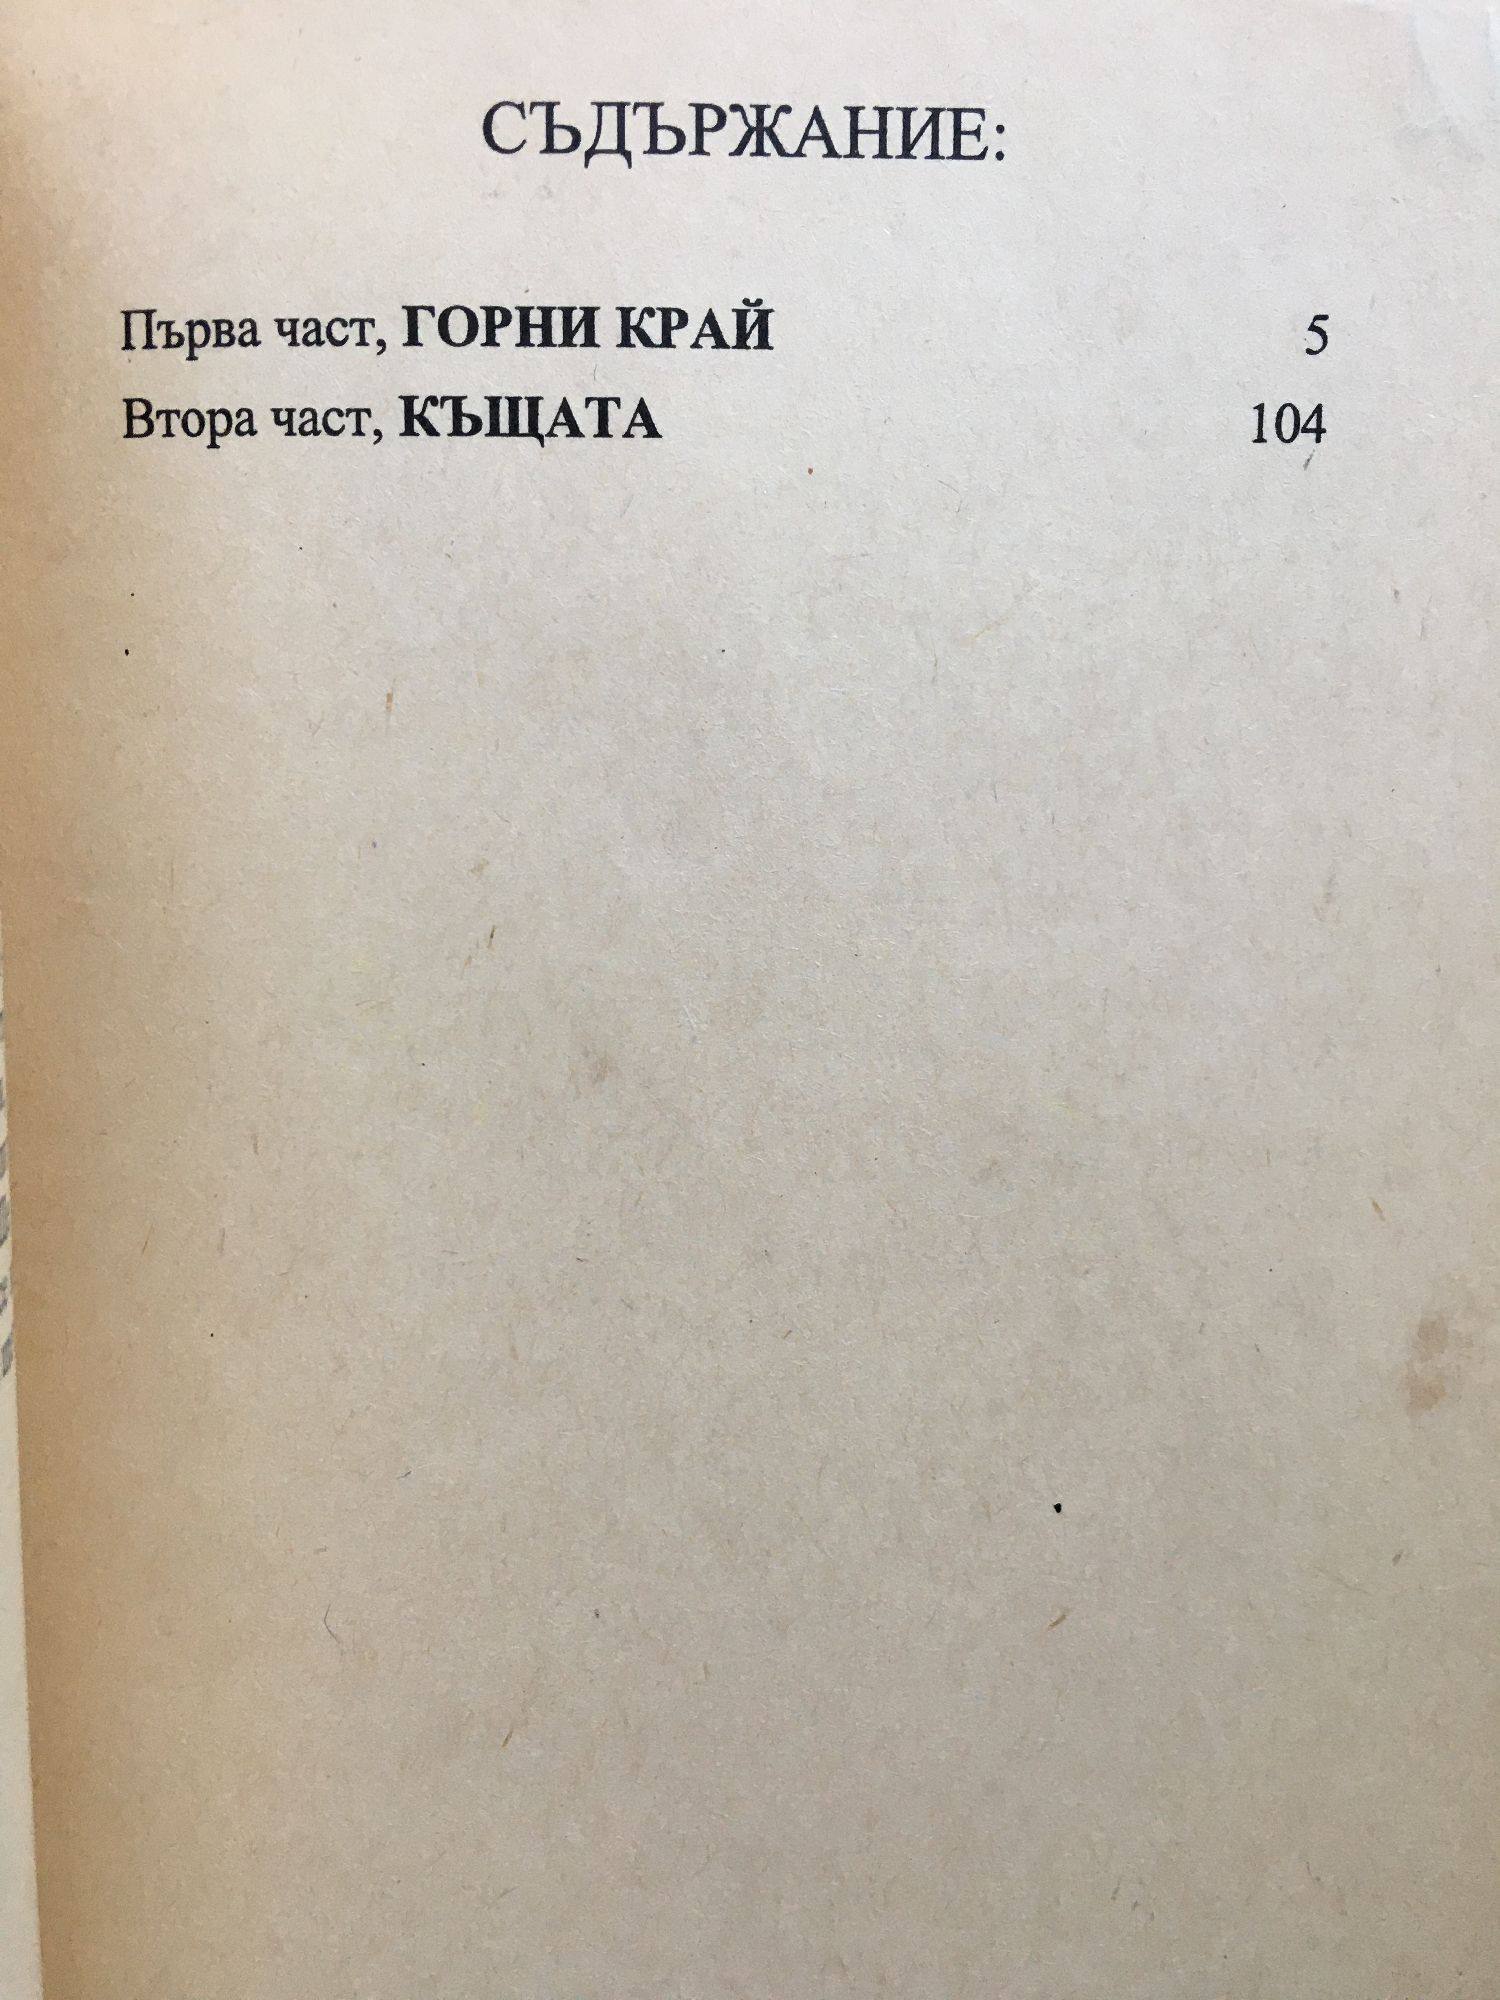 СЪДЪРЖАНИЕ:
Първа част, ГОРНИ КРАЙ 5
Втора част, КЪЩАТА 104